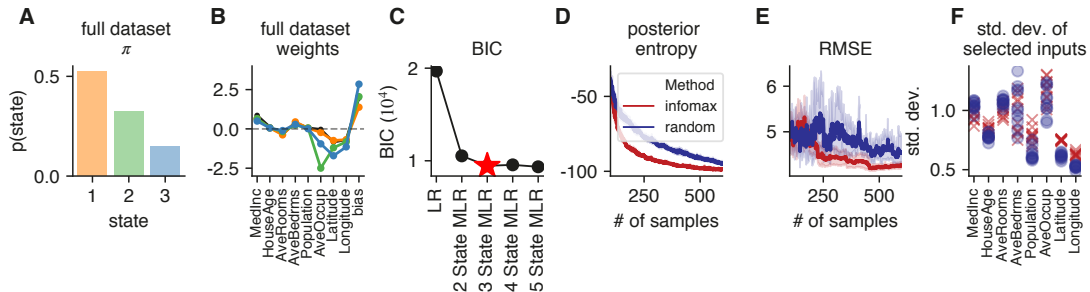 A
full dataset
π
p(state)
0.5
0.0
1 2 3
state
B
full dataset
weights
2.5
0.0
-2.5
MedInc
HouseAge
AveRooms
AveBedrms
Population
AveOccup
Latitude
Longitude
bias
C
BIC
BIC (10⁴)
2
1
LR
2 State MLR
3 State MLR
4 State MLR
5 State MLR
D
posterior
entropy
-50
-100
Method
infomax
random
250 500
# of samples
E
RMSE
6
5
250 500
# of samples
F
std. dev. of
selected inputs
std. dev.
1.0
0.5
MedInc
HouseAge
AveRooms
AveBedrms
Population
AveOccup
Latitude
Longitude